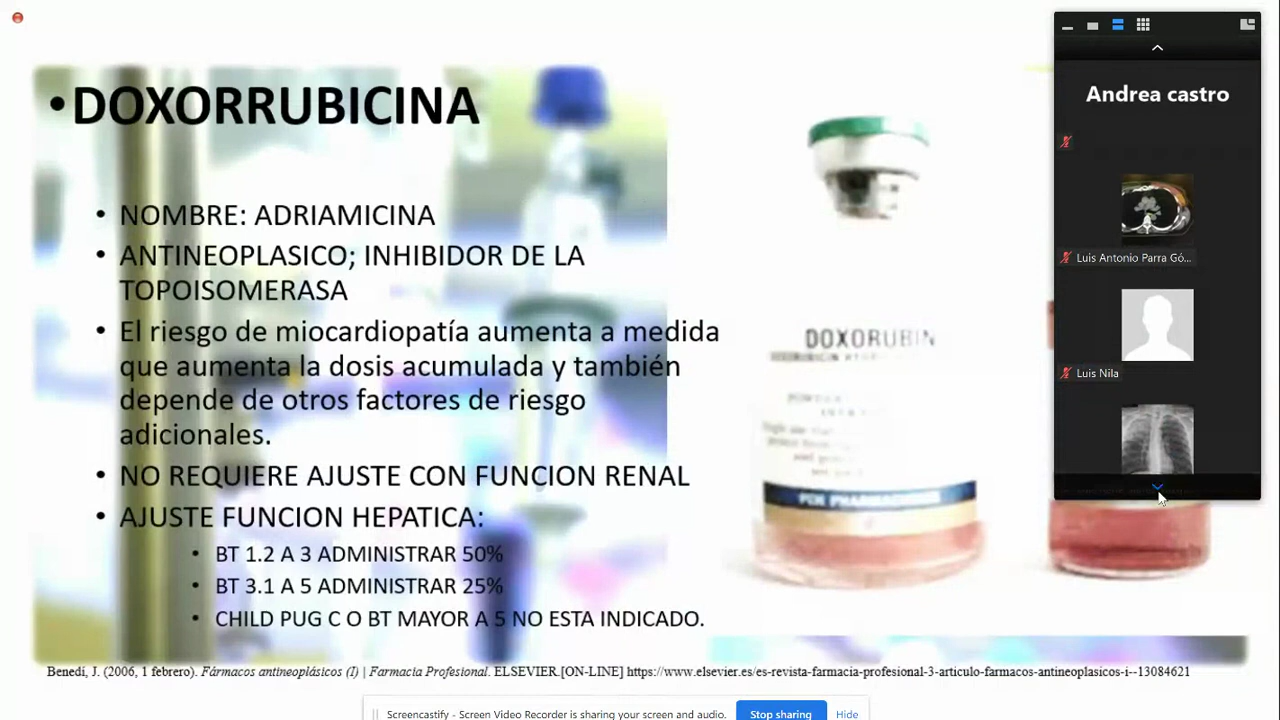 •DOXORRUBICINA
• NOMBRE: ADRIAMICINA
• ANTINEOPLASICO; INHIBIDOR DE LA
TOPOISOMERASA
• El riesgo de miocardiopatía aumenta a medida
que aumenta la dosis acumulada y también
depende de otros factores de riesgo
adicionales.
• NO REQUIERE AJUSTE CON FUNCION RENAL
• AJUSTE FUNCION HEPATICA:
• BT 1.2 A 3 ADMINISTRAR 50%
• BT 3.1 A 5 ADMINISTRAR 25%
• CHILD PUG C O BT MAYOR A 5 NO ESTA INDICADO.
Benedí, J. (2006, 1 febrero). Fármacos antineoplásicos (I) | Farmacia Profesional. ELSEVIER.[ON-LINE] https://www.elsevier.es/es-revista-farmacia-profesional-3-articulo-farmacos-antineoplasicos-i--13084621
DOXORUBIN
Andrea castro
Luis Antonio Parra Gó...
Luis Nila
Screencastify - Screen Video Recorder is sharing your screen and audio.
Stop sharing
Hide